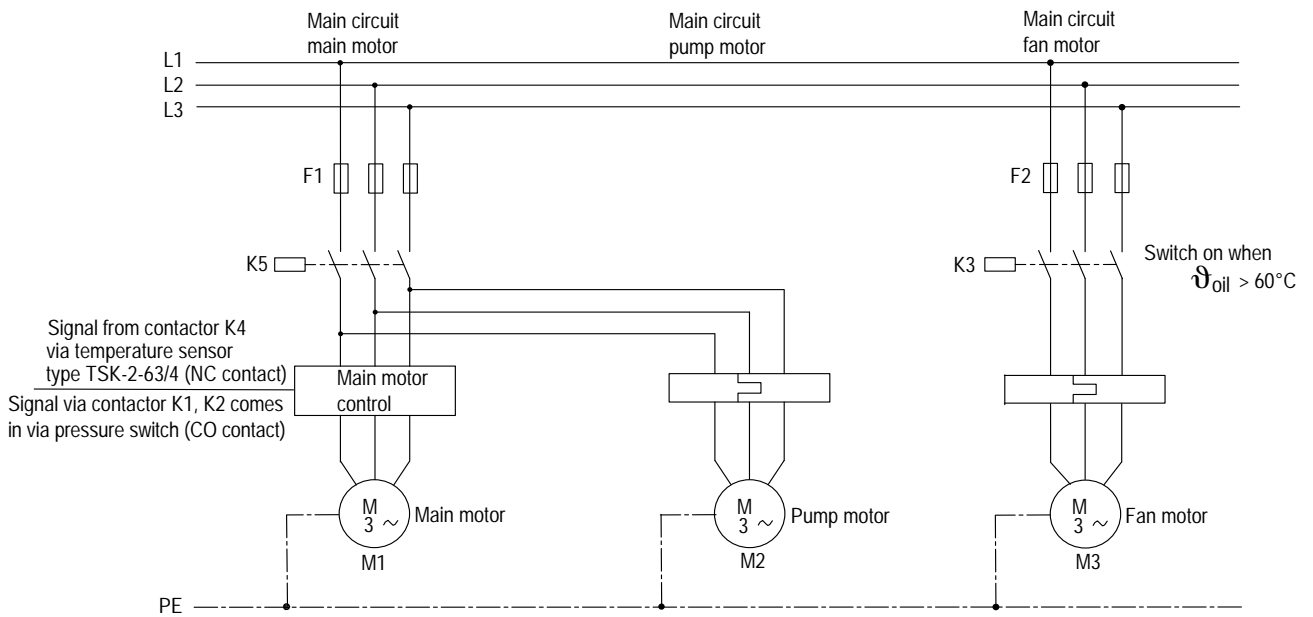 Main circuit
main motor
Main circuit
pump motor
Main circuit
fan motor
L1
L2
L3
F1
F2
K5
K3
Switch on when
ϑoil > 60°C
Signal from contactor K4
via temperature sensor
type TSK-2-63/4 (NC contact)
Signal via contactor K1, K2 comes
in via pressure switch (CO contact)
Main motor
control
M
3 ~
Main motor
M1
M
3 ~
Pump motor
M2
M
3 ~
Fan motor
M3
PE